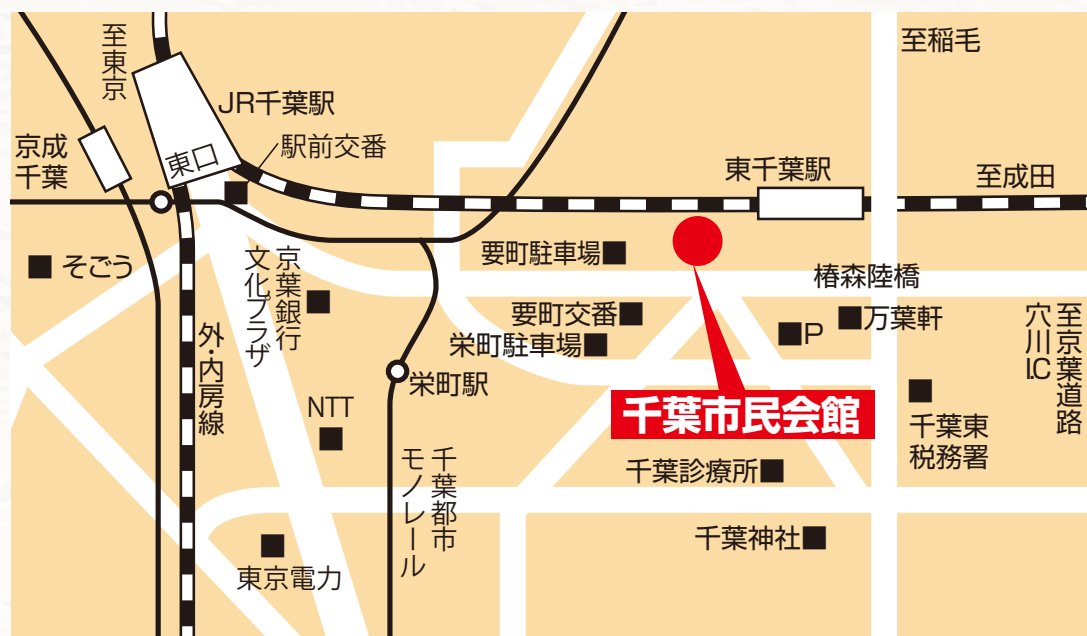 至東京
至稲毛
JR千葉駅
京成
千葉
駅前交番
東口
東千葉駅
至成田
そごう
要町駐車場
京葉銀行
文化プラザ
椿森陸橋
要町交番
万葉軒
P
栄町駐車場
至京葉道路
穴川I.C
外・内房線
栄町駅
千葉市民会館
NTT
千葉東
税務署
千葉都市
モノレール
千葉診療所
千葉神社
東京電力